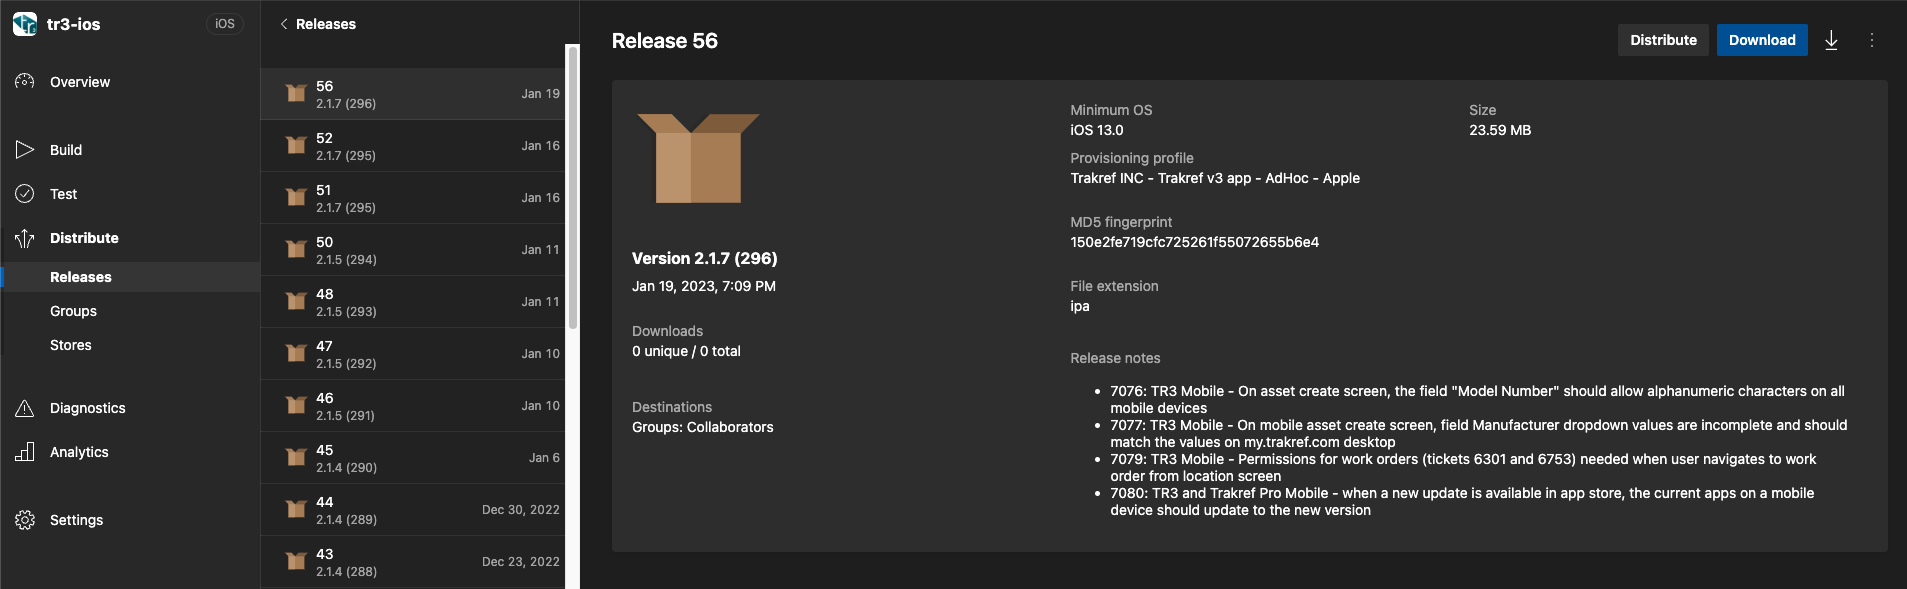 tr3-ios
iOS
Overview
Build
Test
Distribute
Releases
Groups
Stores
Diagnostics
Analytics
Settings
Releases
56
2.1.7 (296)
Jan 19
52
2.1.7 (295)
Jan 16
51
2.1.7 (295)
Jan 16
50
2.1.5 (294)
Jan 11
48
2.1.5 (293)
Jan 11
47
2.1.5 (292)
Jan 10
46
2.1.5 (291)
Jan 10
45
2.1.4 (290)
Jan 6
44
2.1.4 (289)
Dec 30, 2022
43
2.1.4 (288)
Dec 23, 2022
Release 56
Distribute
Download
Version 2.1.7 (296)
Jan 19, 2023, 7:09 PM
Downloads
0 unique / 0 total
Destinations
Groups: Collaborators
Minimum OS
iOS 13.0
Size
23.59 MB
Provisioning profile
Trakref INC - Trakref v3 app - AdHoc - Apple
MD5 fingerprint
150e2fe719cfc725261f55072655b6e4
File extension
ipa
Release notes
• 7076: TR3 Mobile - On asset create screen, the field "Model Number" should allow alphanumeric characters on all
mobile devices
• 7077: TR3 Mobile - On mobile asset create screen, field Manufacturer dropdown values are incomplete and should
match the values on my.trakref.com desktop
• 7079: TR3 Mobile - Permissions for work orders (tickets 6301 and 6753) needed when user navigates to work
order from location screen
• 7080: TR3 and Trakref Pro Mobile - when a new update is available in app store, the current apps on a mobile
device should update to the new version